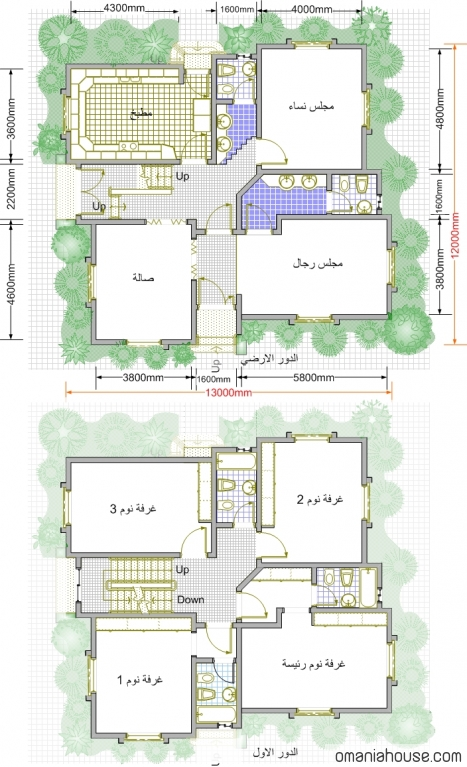 4300mm
1600mm
4000mm
3600mm
2200mm
4600mm
مطبخ
مجلس نساء
4800mm
1600mm
3800mm
12000mm
Up
Up
صالة
مجلس رجال
Up
الدور الارضي
3800mm
1600mm
5800mm
13000mm
غرفة نوم 3
غرفة نوم 2
Up
Down
غرفة نوم 1
غرفة نوم رئيسة
الدور الاول
omaniahouse.com